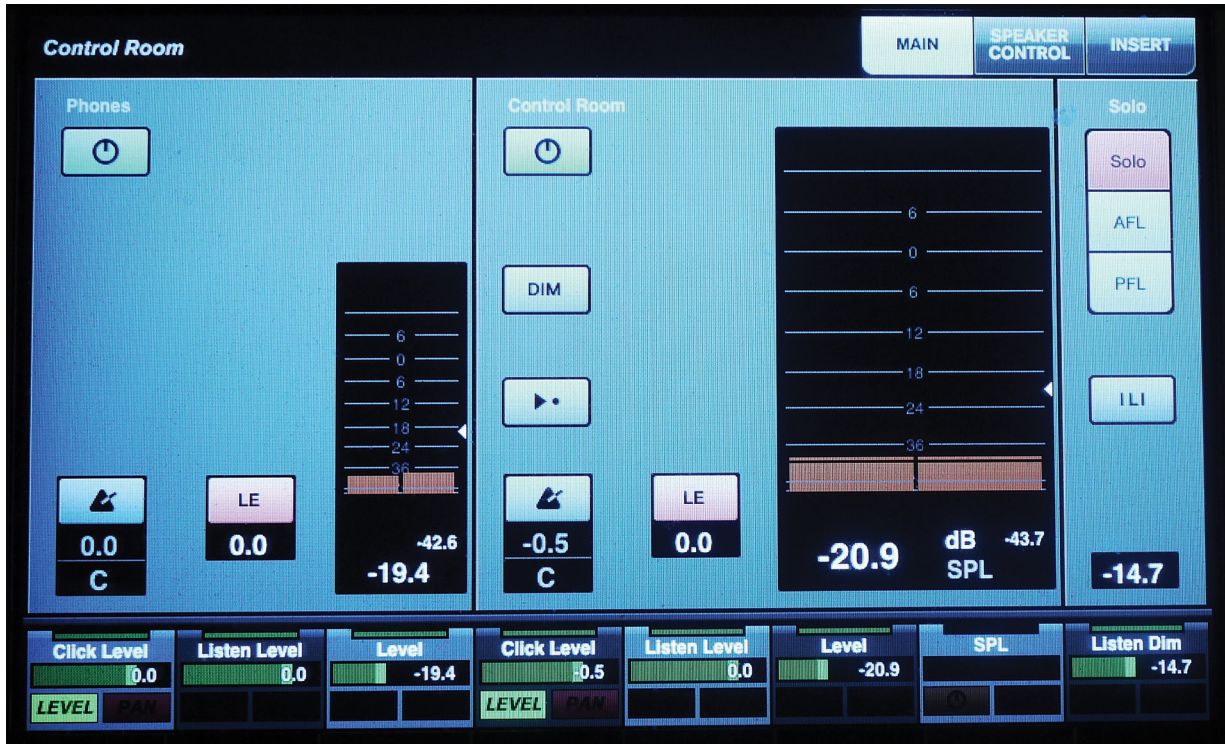 Control Room
MAIN
SPEAKER
CONTROL
INSERT
Phones
6
0
6
12
18
24
36
LE
0.0
C
0.0
-42.6
-19.4
Control Room
DIM
LE
-0.5
C
0.0
6
0
6
12
18
24
36
-20.9
dB
SPL
-43.7
Solo
Solo
AFL
PFL
ILI
-14.7
Click Level
0.0
LEVEL PAN
Listen Level
0.0
Level
-19.4
Click Level
-0.5
LEVEL PAN
Listen Level
0.0
Level
-20.9
SPL
Listen Dim
-14.7